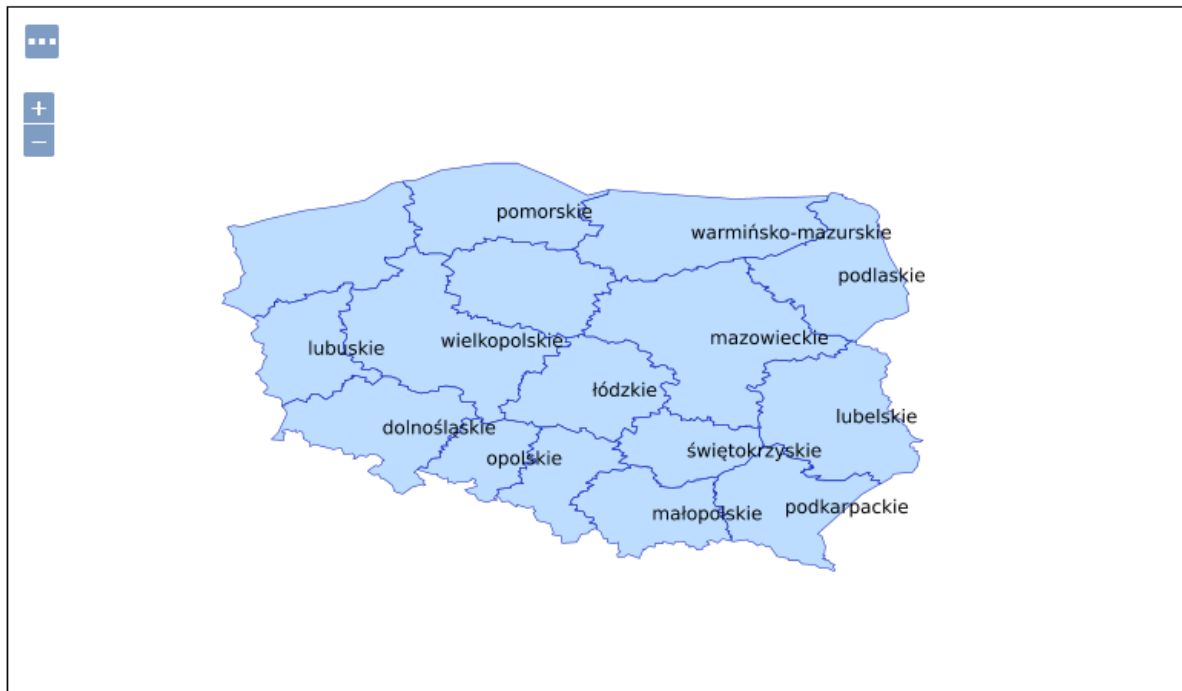 +
−
pomorskie
warmińsko-mazurskie
podlaskie
mazowieckie
wielkopolskie
lubuskie
łódzkie
lubelskie
dolnośląskie
świętokrzyskie
opolskie
podkarpackie
małopolskie